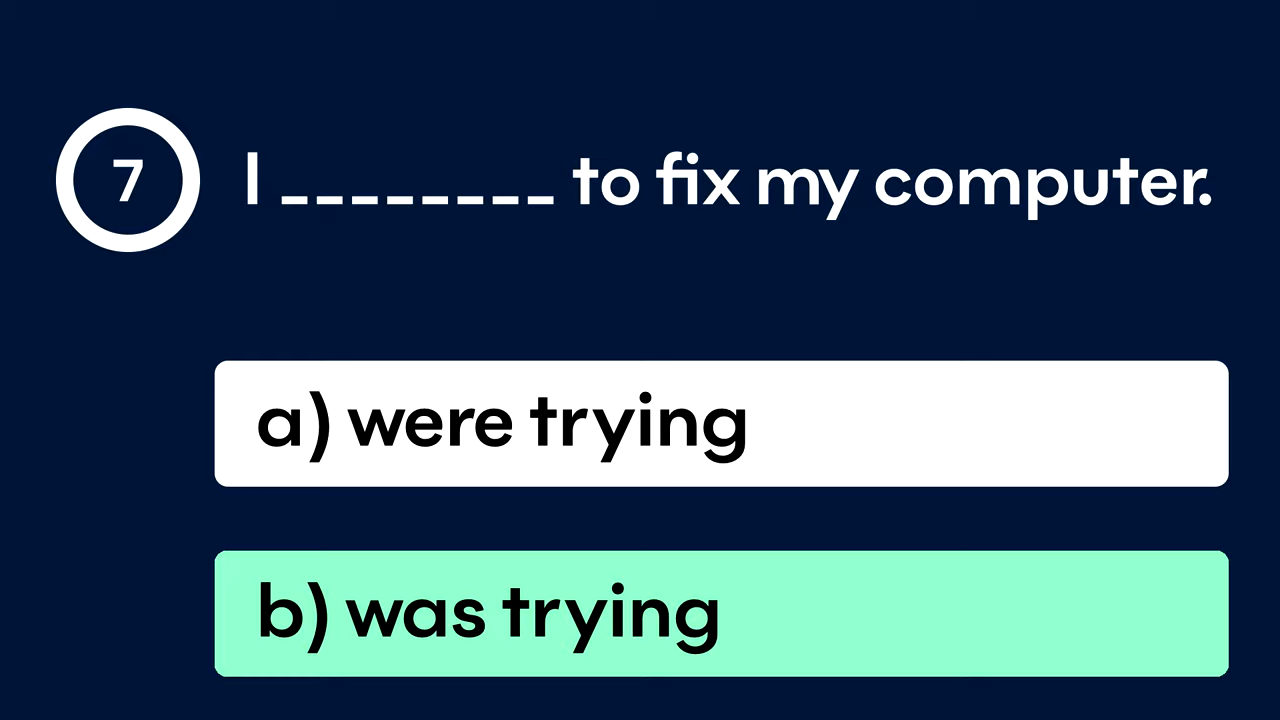 7 I ________ to fix my computer.
a) were trying
b) was trying